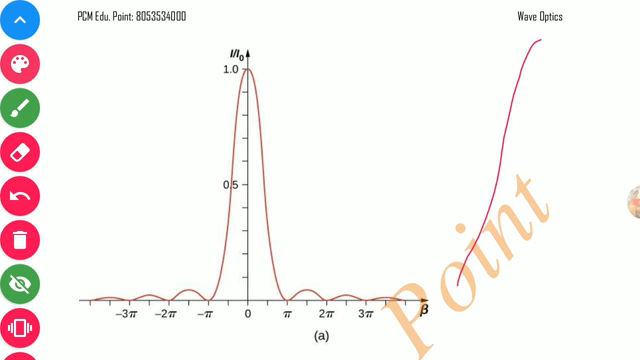 PCM Edu. Point: 8053534000
Wave Optics
I/I₀
1.0
0.5
−3π −2π −π 0 π 2π 3π β
(a)
Point